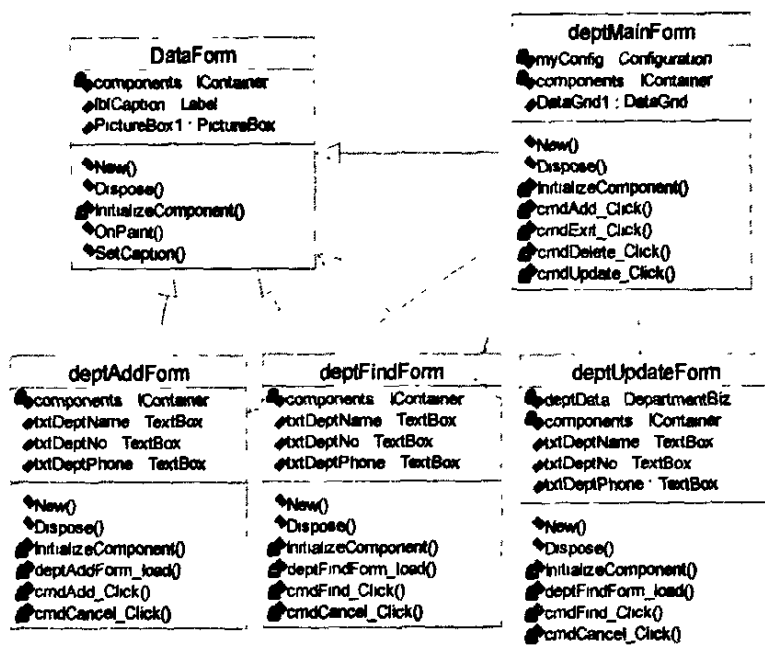 DataForm
components IContainer
lblCaption Label
PictureBox1 : PictureBox
New()
Dispose()
InitializeComponent()
OnPaint()
SetCaption()
deptMainForm
myConfig Configuration
components IContainer
DataGrid1 : DataGrid
New()
Dispose()
InitializeComponent()
cmdAdd_Click()
cmdExit_Click()
cmdDelete_Click()
cmdUpdate_Click()
deptAddForm
components IContainer
txtDeptName TextBox
txtDeptNo TextBox
txtDeptPhone TextBox
New()
Dispose()
InitializeComponent()
deptAddForm_load()
cmdAdd_Click()
cmdCancel_Click()
deptFindForm
components IContainer
txtDeptName TextBox
txtDeptNo TextBox
txtDeptPhone TextBox
New()
Dispose()
InitializeComponent()
deptFindForm_load()
cmdFind_Click()
cmdCancel_Click()
deptUpdateForm
deptData DepartmentBiz
components IContainer
txtDeptName TextBox
txtDeptNo TextBox
txtDeptPhone : TextBox
New()
Dispose()
InitializeComponent()
deptFindForm_load()
cmdFind_Click()
cmdCancel_Click()